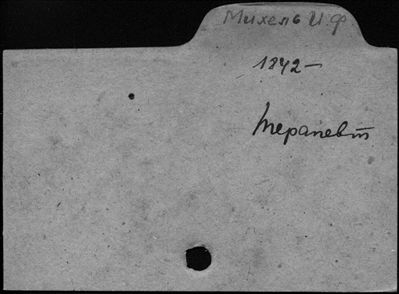 Михель И.Ф.
1842 –
Терапевт